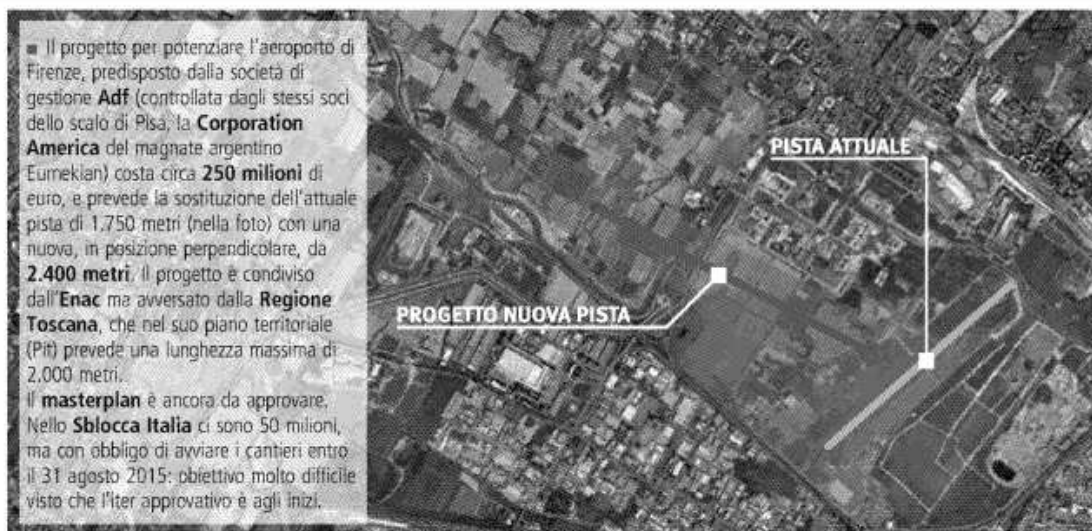 ■ Il progetto per potenziare l'aeroporto di
Firenze, predisposto dalla società di
gestione Adf (controllata dagli stessi soci
dello scalo di Pisa, la Corporation
America del magnate argentino
Eurnekian) costa circa 250 milioni di
euro, e prevede la sostituzione dell'attuale
pista di 1.750 metri (nella foto) con una
nuova, in posizione perpendicolare, da
2.400 metri. Il progetto è condiviso
dall'Enac ma avversato dalla Regione
Toscana, che nel suo piano territoriale
(Pit) prevede una lunghezza massima di
2.000 metri.
Il masterplan è ancora da approvare.
Nello Sblocca Italia ci sono 50 milioni,
ma con obbligo di avviare i cantieri entro
il 31 agosto 2015: obiettivo molto difficile
visto che l'iter approvativo è agli inizi.
PISTA ATTUALE
PROGETTO NUOVA PISTA